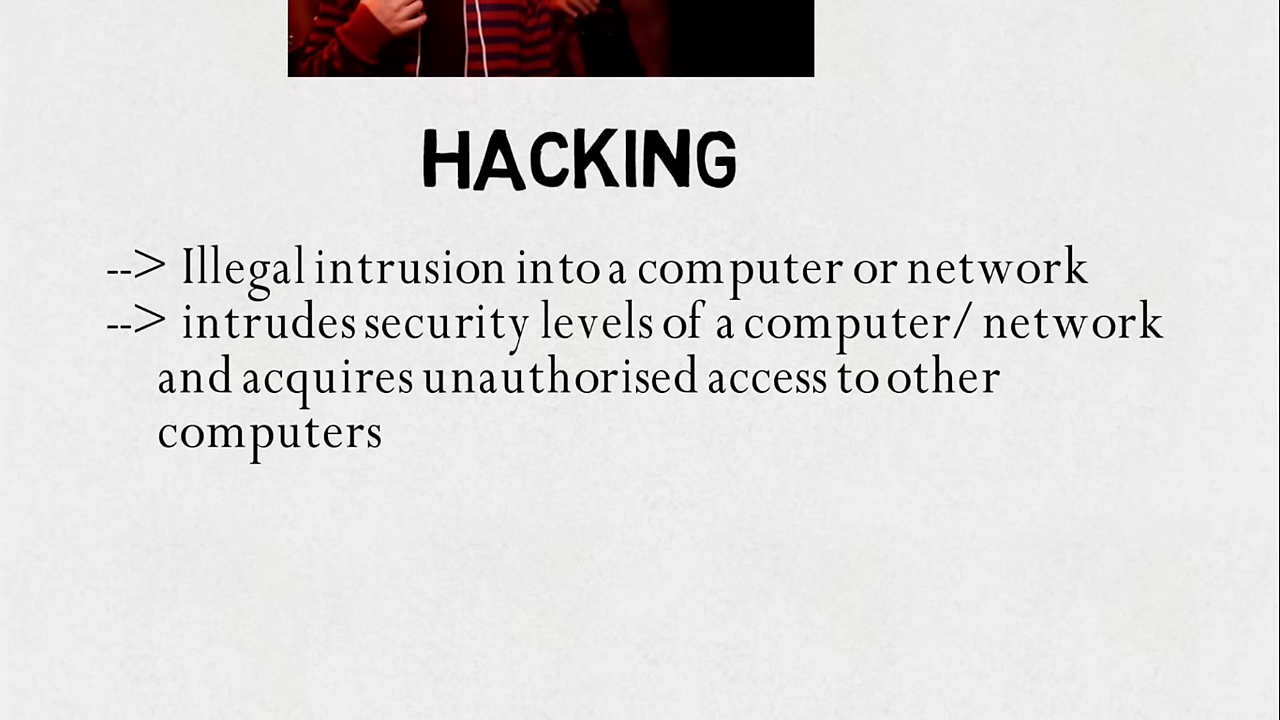 HACKING
--> Illegal intrusion into a computer or network
--> intrudes security levels of a computer/ network
and acquires unauthorised access to other
computers